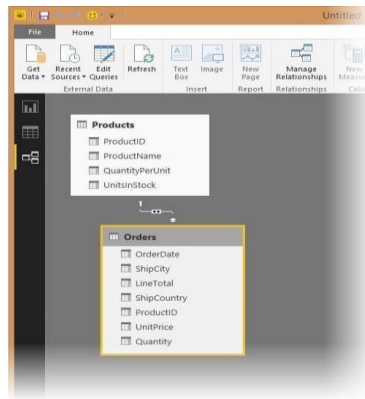 Untitled
File Home
Get Data Recent Sources Edit Queries Refresh Text Box Image New Page Manage Relationships New
External Data Insert Report Relationships
Products
ProductID
ProductName
QuantityPerUnit
UnitsInStock
1
*
Orders
OrderDate
ShipCity
LineTotal
ShipCountry
ProductID
UnitPrice
Quantity